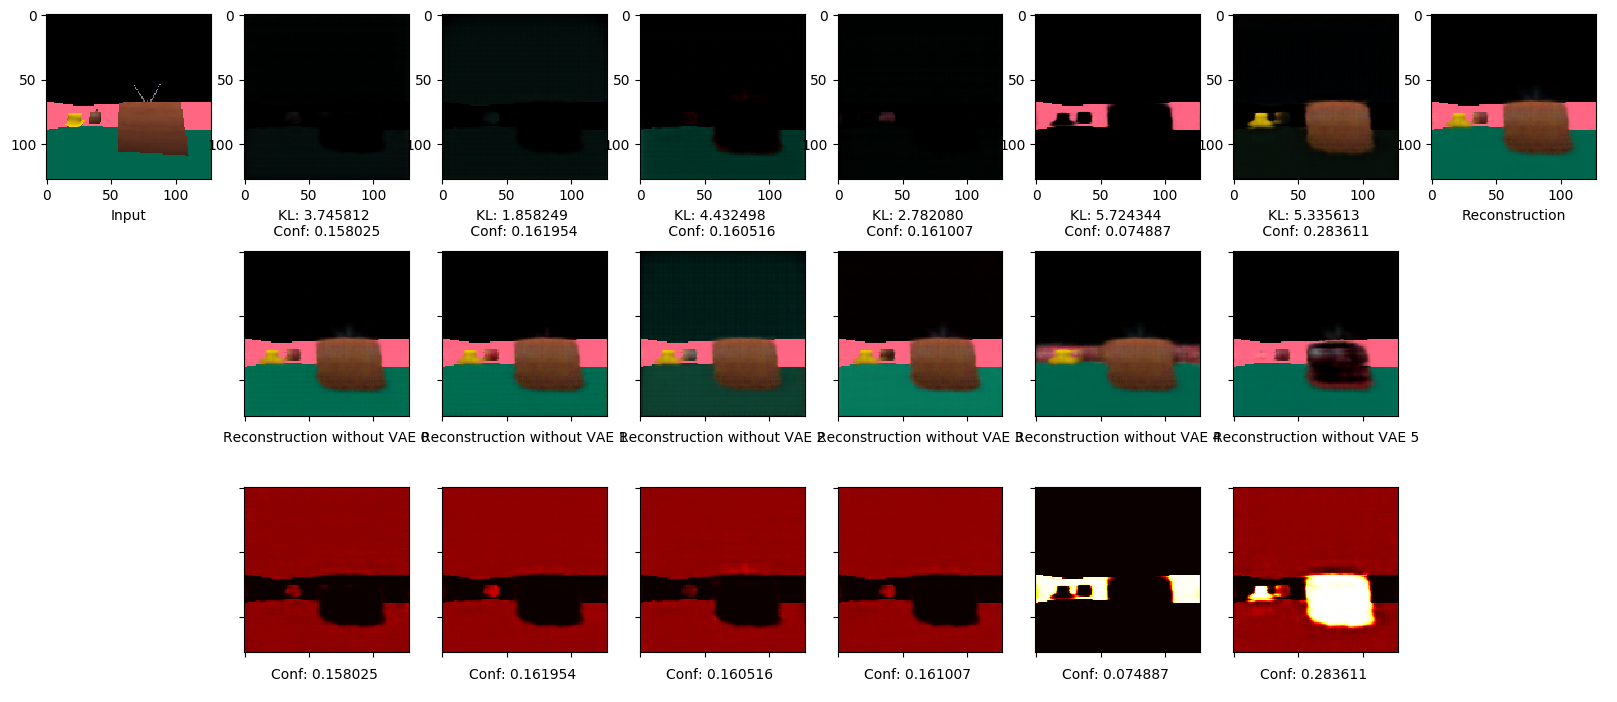 0
50
100
0 50 100
Input
0
50
100
0 50 100
KL: 3.745812
Conf: 0.158025
0
50
100
0 50 100
KL: 1.858249
Conf: 0.161954
0
50
100
0 50 100
KL: 4.432498
Conf: 0.160516
0
50
100
0 50 100
KL: 2.782080
Conf: 0.161007
0
50
100
0 50 100
KL: 5.724344
Conf: 0.074887
0
50
100
0 50 100
KL: 5.335613
Conf: 0.283611
0
50
100
0 50 100
Reconstruction
Reconstruction without VAE 0
Reconstruction without VAE 1
Reconstruction without VAE 2
Reconstruction without VAE 3
Reconstruction without VAE 4
Reconstruction without VAE 5
Conf: 0.158025
Conf: 0.161954
Conf: 0.160516
Conf: 0.161007
Conf: 0.074887
Conf: 0.283611